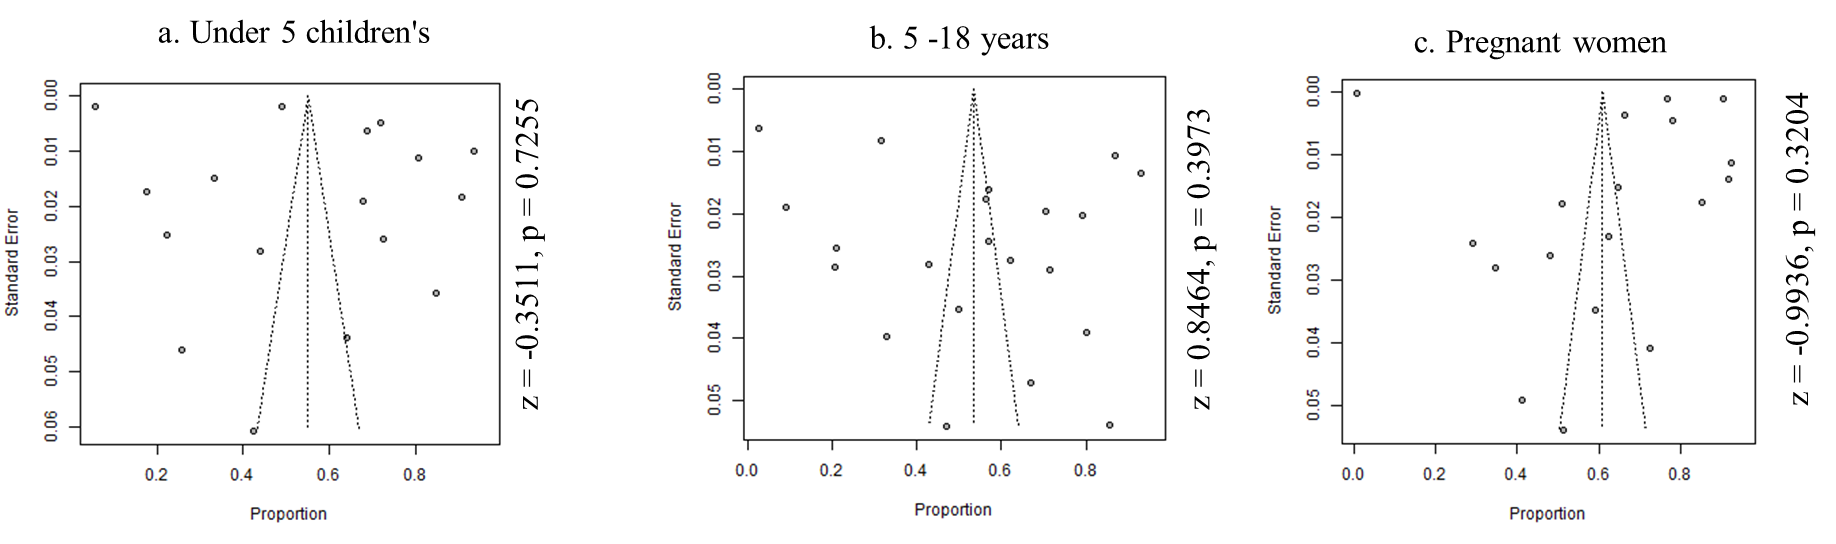 a. Under 5 children's
0.00
0.01
0.02
0.03
0.04
0.05
0.06
Standard Error
0.2
0.4
0.6
0.8
Proportion
z = -0.3511, p = 0.7255
b. 5 -18 years
0.00
0.01
0.02
0.03
0.04
0.05
Standard Error
0.0
0.2
0.4
0.6
0.8
Proportion
z = 0.8464, p = 0.3973
c. Pregnant women
0.00
0.01
0.02
0.03
0.04
0.05
Standard Error
0.0
0.2
0.4
0.6
0.8
Proportion
z = -0.9936, p = 0.3204